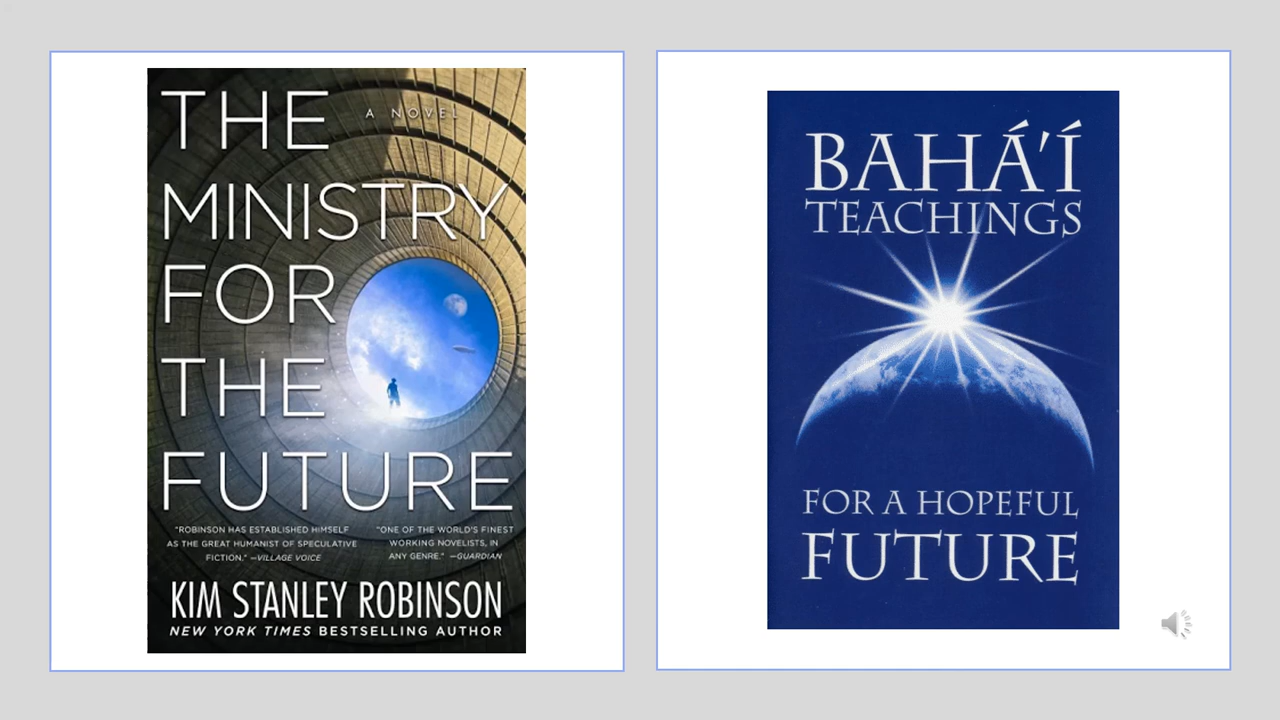 THE
A NOVEL
MINISTRY
FOR
THE
FUTURE
"ROBINSON HAS ESTABLISHED HIMSELF
AS THE GREAT HUMANIST OF SPECULATIVE
FICTION." —VILLAGE VOICE
"ONE OF THE WORLD'S FINEST
WORKING NOVELISTS, IN
ANY GENRE." —GUARDIAN
KIM STANLEY ROBINSON
NEW YORK TIMES BESTSELLING AUTHOR
BAHÁ'Í
TEACHINGS
FOR A HOPEFUL
FUTURE